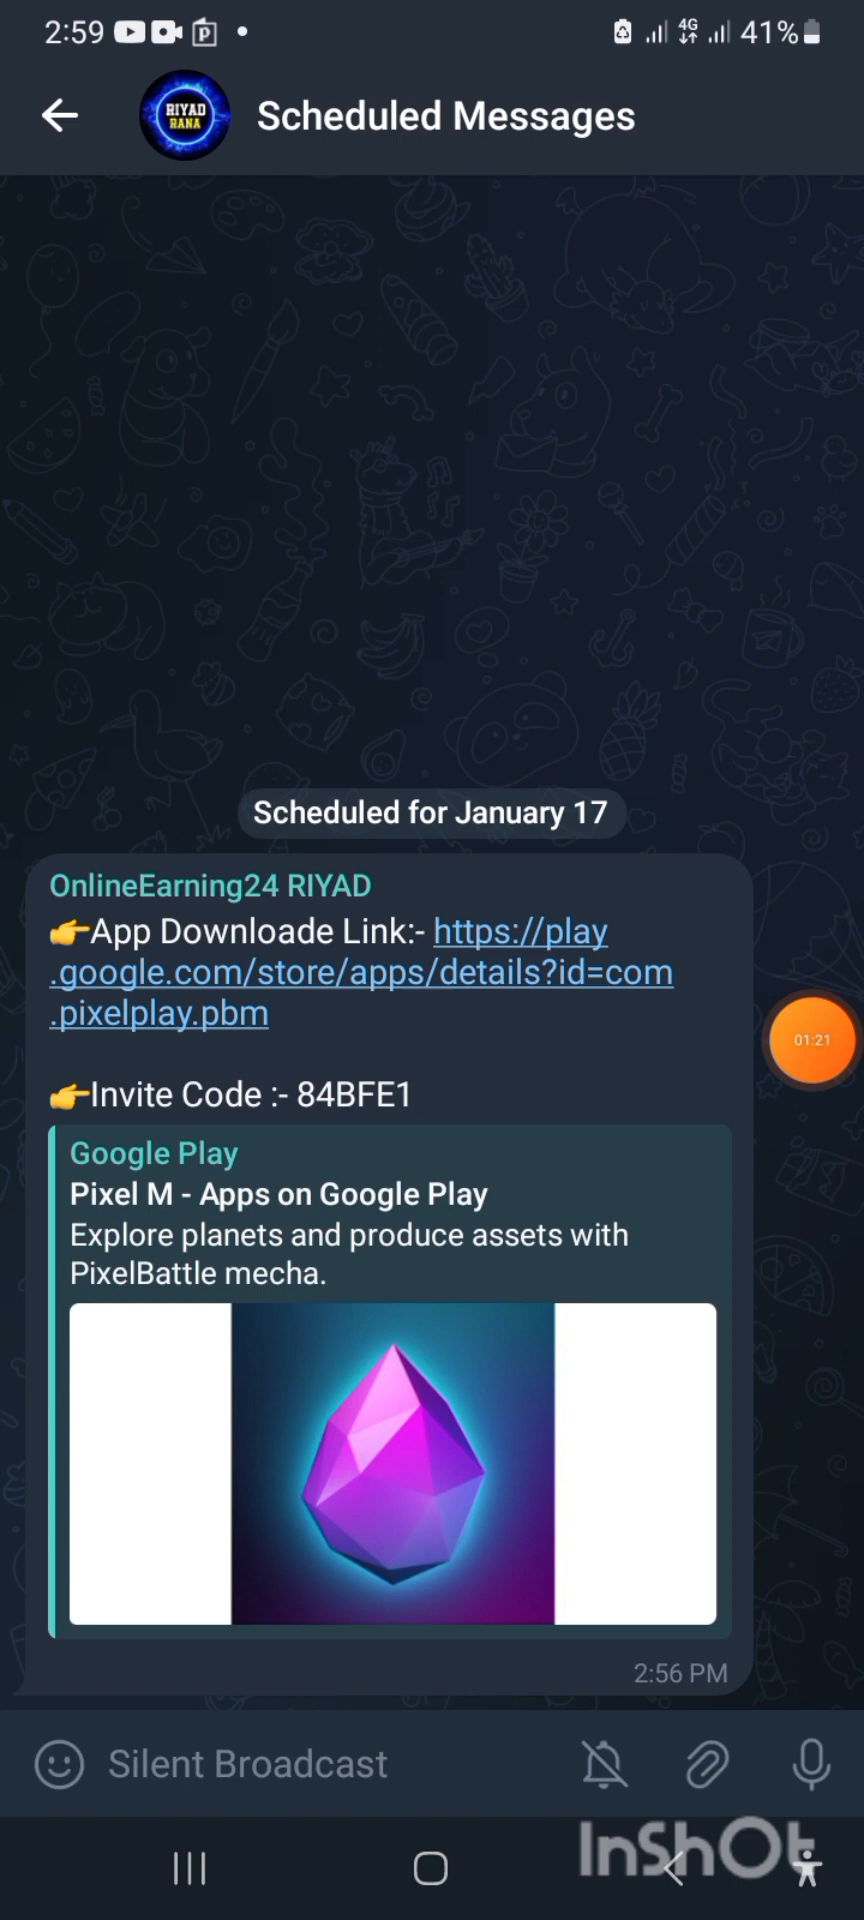 2:59
4G
41%
RIYAD
RANA
Scheduled Messages
Scheduled for January 17
OnlineEarning24 RIYAD
👉App Downloade Link:- https://play
.google.com/store/apps/details?id=com
.pixelplay.pbm
👉Invite Code :- 84BFE1
01:21
Google Play
Pixel M - Apps on Google Play
Explore planets and produce assets with
PixelBattle mecha.
2:56 PM
Silent Broadcast
InShOt